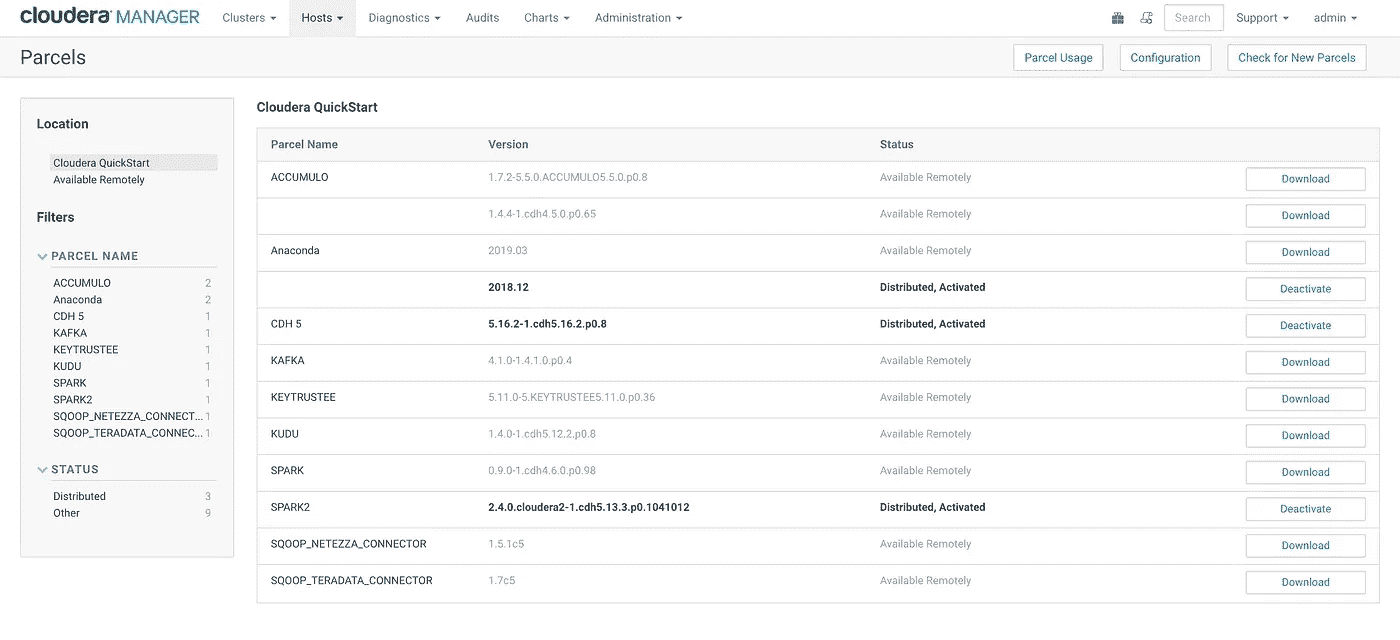 cloudera MANAGER Clusters Hosts Diagnostics Audits Charts Administration Search Support admin
Parcels Parcel Usage Configuration Check for New Parcels
Location
Cloudera QuickStart
Available Remotely
Filters
PARCEL NAME
ACCUMULO 2
Anaconda 2
CDH 5 1
KAFKA 1
KEYTRUSTEE 1
KUDU 1
SPARK 1
SPARK2 1
SQOOP_NETEZZA_CONNECT... 1
SQOOP_TERADATA_CONNEC... 1
STATUS
Distributed 3
Other 9
Cloudera QuickStart
Parcel Name Version Status
ACCUMULO 1.7.2-5.5.0.ACCUMULO5.5.0.p0.8 Available Remotely Download
1.4.4-1.cdh4.5.0.p0.65 Available Remotely Download
Anaconda 2019.03 Available Remotely Download
2018.12 Distributed, Activated Deactivate
CDH 5 5.16.2-1.cdh5.16.2.p0.8 Distributed, Activated Deactivate
KAFKA 4.1.0-1.4.1.0.p0.4 Available Remotely Download
KEYTRUSTEE 5.11.0-5.KEYTRUSTEE5.11.0.p0.36 Available Remotely Download
KUDU 1.4.0-1.cdh5.12.2.p0.8 Available Remotely Download
SPARK 0.9.0-1.cdh4.6.0.p0.98 Available Remotely Download
SPARK2 2.4.0.cloudera2-1.cdh5.13.3.p0.1041012 Distributed, Activated Deactivate
SQOOP_NETEZZA_CONNECTOR 1.5.1c5 Available Remotely Download
SQOOP_TERADATA_CONNECTOR 1.7c5 Available Remotely Download